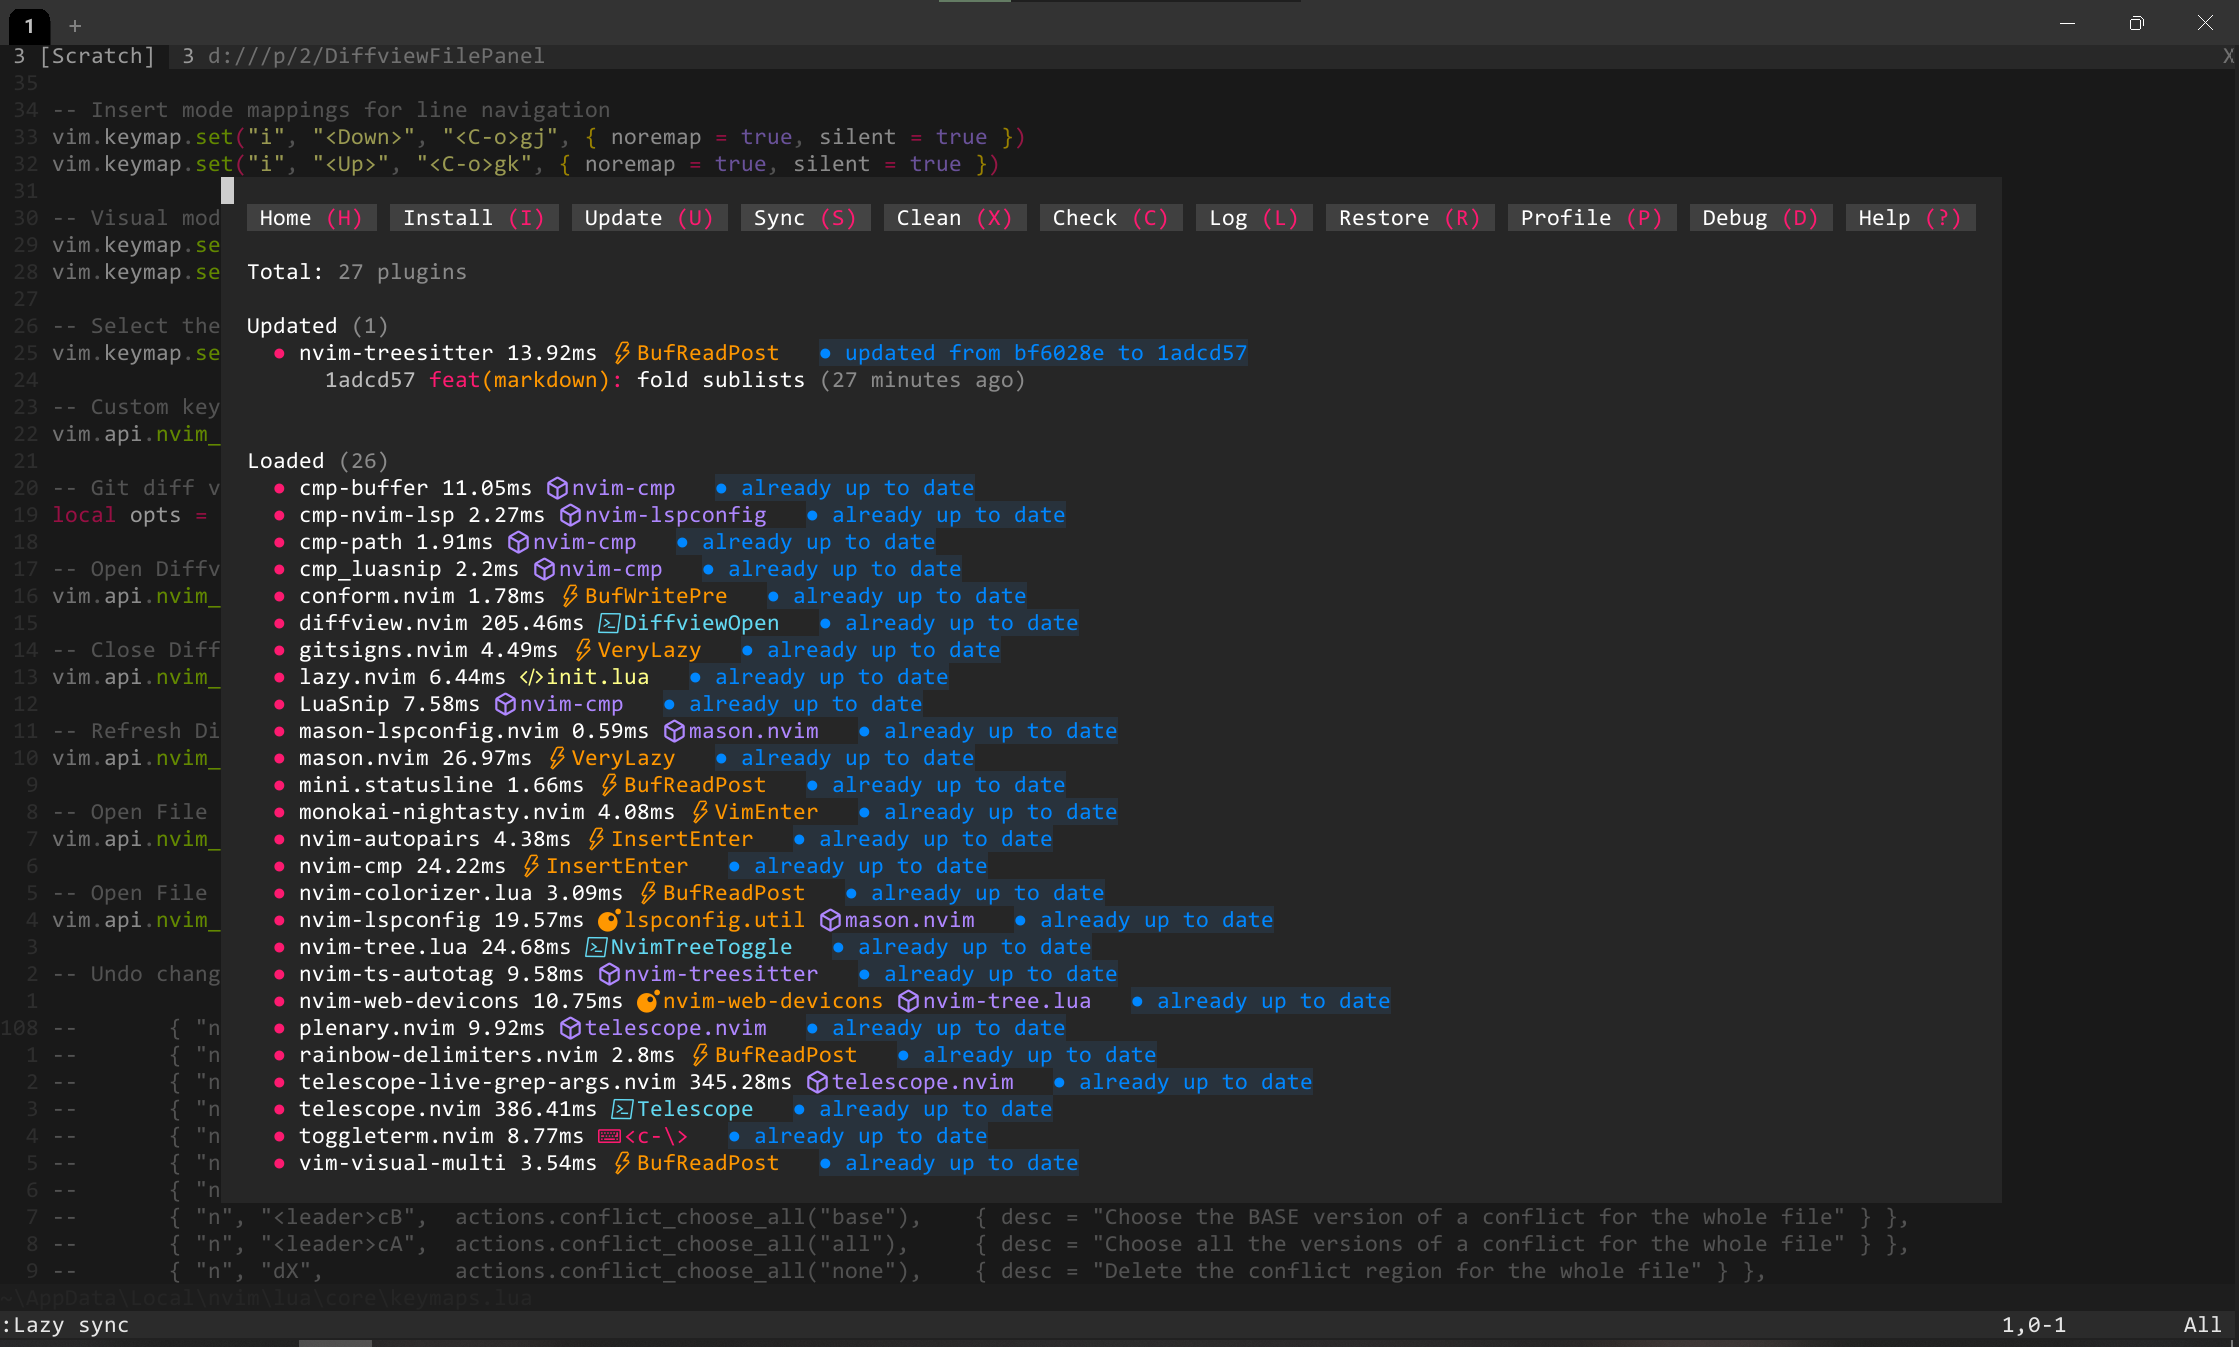 1 +
3 [Scratch] 3 d:///p/2/DiffviewFilePanel X
35
34 -- Insert mode mappings for line navigation
33 vim.keymap.set("i", "<Down>", "<C-o>gj", { noremap = true, silent = true })
32 vim.keymap.set("i", "<Up>", "<C-o>gk", { noremap = true, silent = true })
31
30 -- Visual mod Home (H) Install (I) Update (U) Sync (S) Clean (X) Check (C) Log (L) Restore (R) Profile (P) Debug (D) Help (?)
29 vim.keymap.se
28 vim.keymap.se Total: 27 plugins
27
26 -- Select the Updated (1)
25 vim.keymap.se ● nvim-treesitter 13.92ms BufReadPost ● updated from bf6028e to 1adcd57
24 1adcd57 feat(markdown): fold sublists (27 minutes ago)
23 -- Custom key
22 vim.api.nvim_
21 Loaded (26)
20 -- Git diff v ● cmp-buffer 11.05ms nvim-cmp ● already up to date
19 local opts = ● cmp-nvim-lsp 2.27ms nvim-lspconfig ● already up to date
18 ● cmp-path 1.91ms nvim-cmp ● already up to date
17 -- Open Diffv ● cmp_luasnip 2.2ms nvim-cmp ● already up to date
16 vim.api.nvim_ ● conform.nvim 1.78ms BufWritePre ● already up to date
15 ● diffview.nvim 205.46ms DiffviewOpen ● already up to date
14 -- Close Diff ● gitsigns.nvim 4.49ms VeryLazy ● already up to date
13 vim.api.nvim_ ● lazy.nvim 6.44ms </>init.lua ● already up to date
12 ● LuaSnip 7.58ms nvim-cmp ● already up to date
11 -- Refresh Di ● mason-lspconfig.nvim 0.59ms mason.nvim ● already up to date
10 vim.api.nvim_ ● mason.nvim 26.97ms VeryLazy ● already up to date
9 ● mini.statusline 1.66ms BufReadPost ● already up to date
8 -- Open File ● monokai-nightasty.nvim 4.08ms VimEnter ● already up to date
7 vim.api.nvim_ ● nvim-autopairs 4.38ms InsertEnter ● already up to date
6 ● nvim-cmp 24.22ms InsertEnter ● already up to date
5 -- Open File ● nvim-colorizer.lua 3.09ms BufReadPost ● already up to date
4 vim.api.nvim_ ● nvim-lspconfig 19.57ms lspconfig.util mason.nvim ● already up to date
3 ● nvim-tree.lua 24.68ms NvimTreeToggle ● already up to date
2 -- Undo chang ● nvim-ts-autotag 9.58ms nvim-treesitter ● already up to date
1 ● nvim-web-devicons 10.75ms nvim-web-devicons nvim-tree.lua ● already up to date
108 -- { "n ● plenary.nvim 9.92ms telescope.nvim ● already up to date
1 -- { "n ● rainbow-delimiters.nvim 2.8ms BufReadPost ● already up to date
2 -- { "n ● telescope-live-grep-args.nvim 345.28ms telescope.nvim ● already up to date
3 -- { "n ● telescope.nvim 386.41ms Telescope ● already up to date
4 -- { "n ● toggleterm.nvim 8.77ms <c-\> ● already up to date
5 -- { "n ● vim-visual-multi 3.54ms BufReadPost ● already up to date
6 -- { "n
7 -- { "n", "<leader>cB", actions.conflict_choose_all("base"), { desc = "Choose the BASE version of a conflict for the whole file" } },
8 -- { "n", "<leader>cA", actions.conflict_choose_all("all"), { desc = "Choose all the versions of a conflict for the whole file" } },
9 -- { "n", "dX", actions.conflict_choose_all("none"), { desc = "Delete the conflict region for the whole file" } },
~\AppData\Local\nvim\lua\core\keymaps.lua
:Lazy sync 1,0-1 All